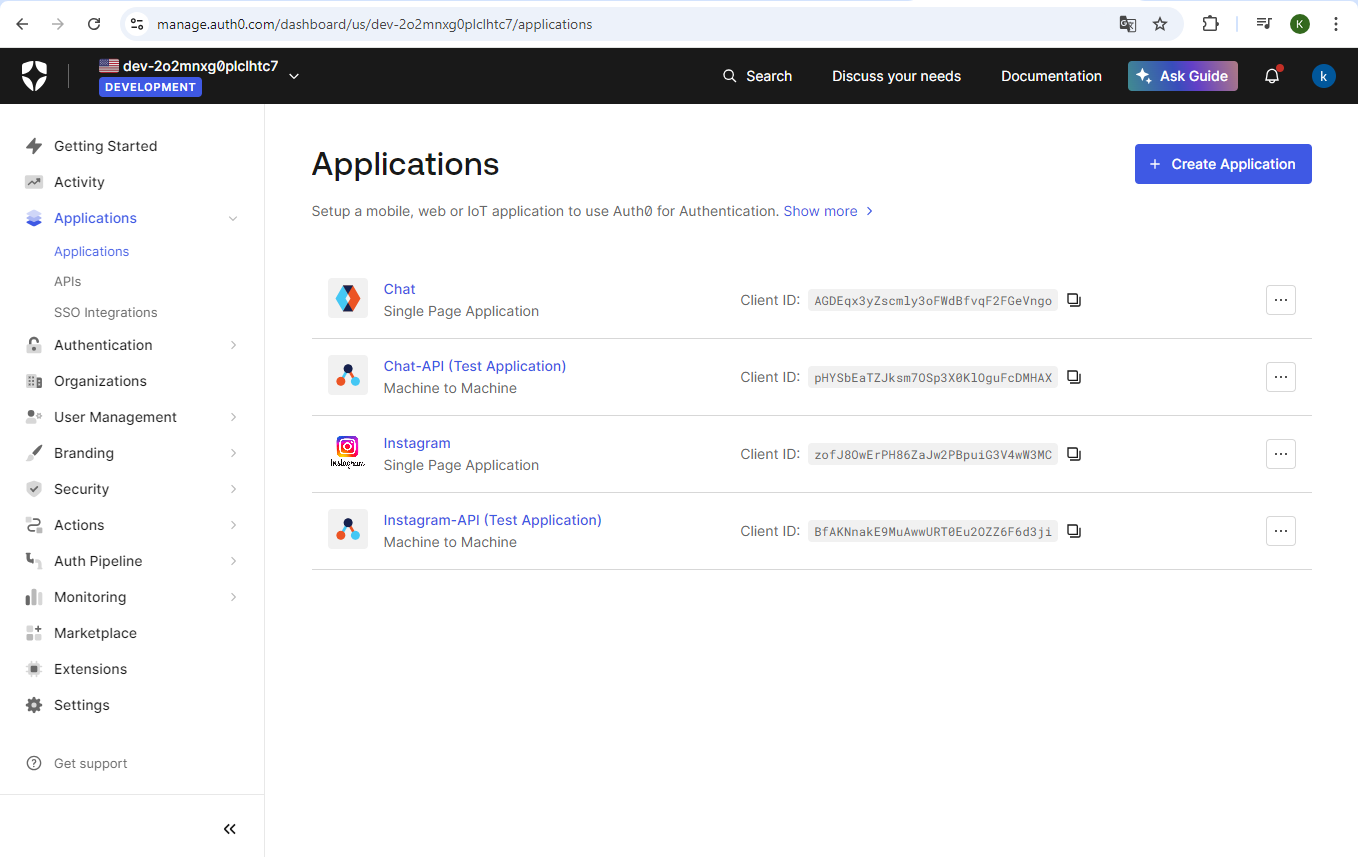 manage.auth0.com/dashboard/us/dev-2o2mnxg0plclhtc7/applications
K
dev-2o2mnxg0plclhtc7
DEVELOPMENT
Search
Discuss your needs
Documentation
Ask Guide
k
Getting Started
Activity
Applications
Applications
APIs
SSO Integrations
Authentication
Organizations
User Management
Branding
Security
Actions
Auth Pipeline
Monitoring
Marketplace
Extensions
Settings
Get support
Applications
+ Create Application
Setup a mobile, web or IoT application to use Auth0 for Authentication. Show more
Chat
Single Page Application
Client ID: AGDEqx3yZscmly3oFWdBfvqF2FGeVngo
Chat-API (Test Application)
Machine to Machine
Client ID: pHYSbEaTZJksm7OSp3X0KlOguFcDMHAX
Instagram
Instagram
Single Page Application
Client ID: zofJ8OwErPH86ZaJw2PBpuiG3V4wW3MC
Instagram-API (Test Application)
Machine to Machine
Client ID: BfAKNnakE9MuAwwURT0Eu2OZZ6F6d3ji